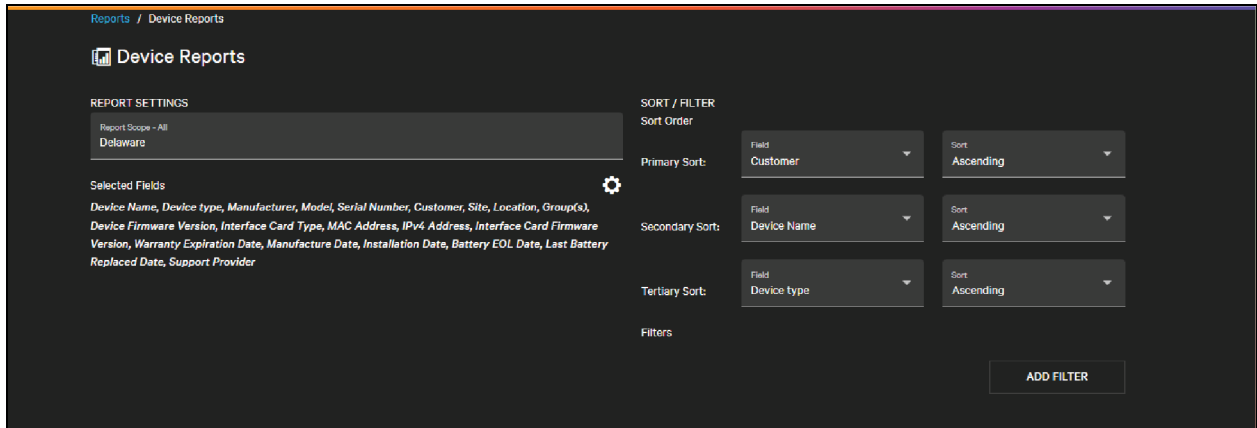 Reports / Device Reports
Device Reports
REPORT SETTINGS
Report Scope - All
Delaware
Selected Fields
Device Name, Device type, Manufacturer, Model, Serial Number, Customer, Site, Location, Group(s),
Device Firmware Version, Interface Card Type, MAC Address, IPv4 Address, Interface Card Firmware
Version, Warranty Expiration Date, Manufacture Date, Installation Date, Battery EOL Date, Last Battery
Replaced Date, Support Provider
SORT / FILTER
Sort Order
Primary Sort:
Field
Customer
Sort
Ascending
Secondary Sort:
Field
Device Name
Sort
Ascending
Tertiary Sort:
Field
Device type
Sort
Ascending
Filters
ADD FILTER